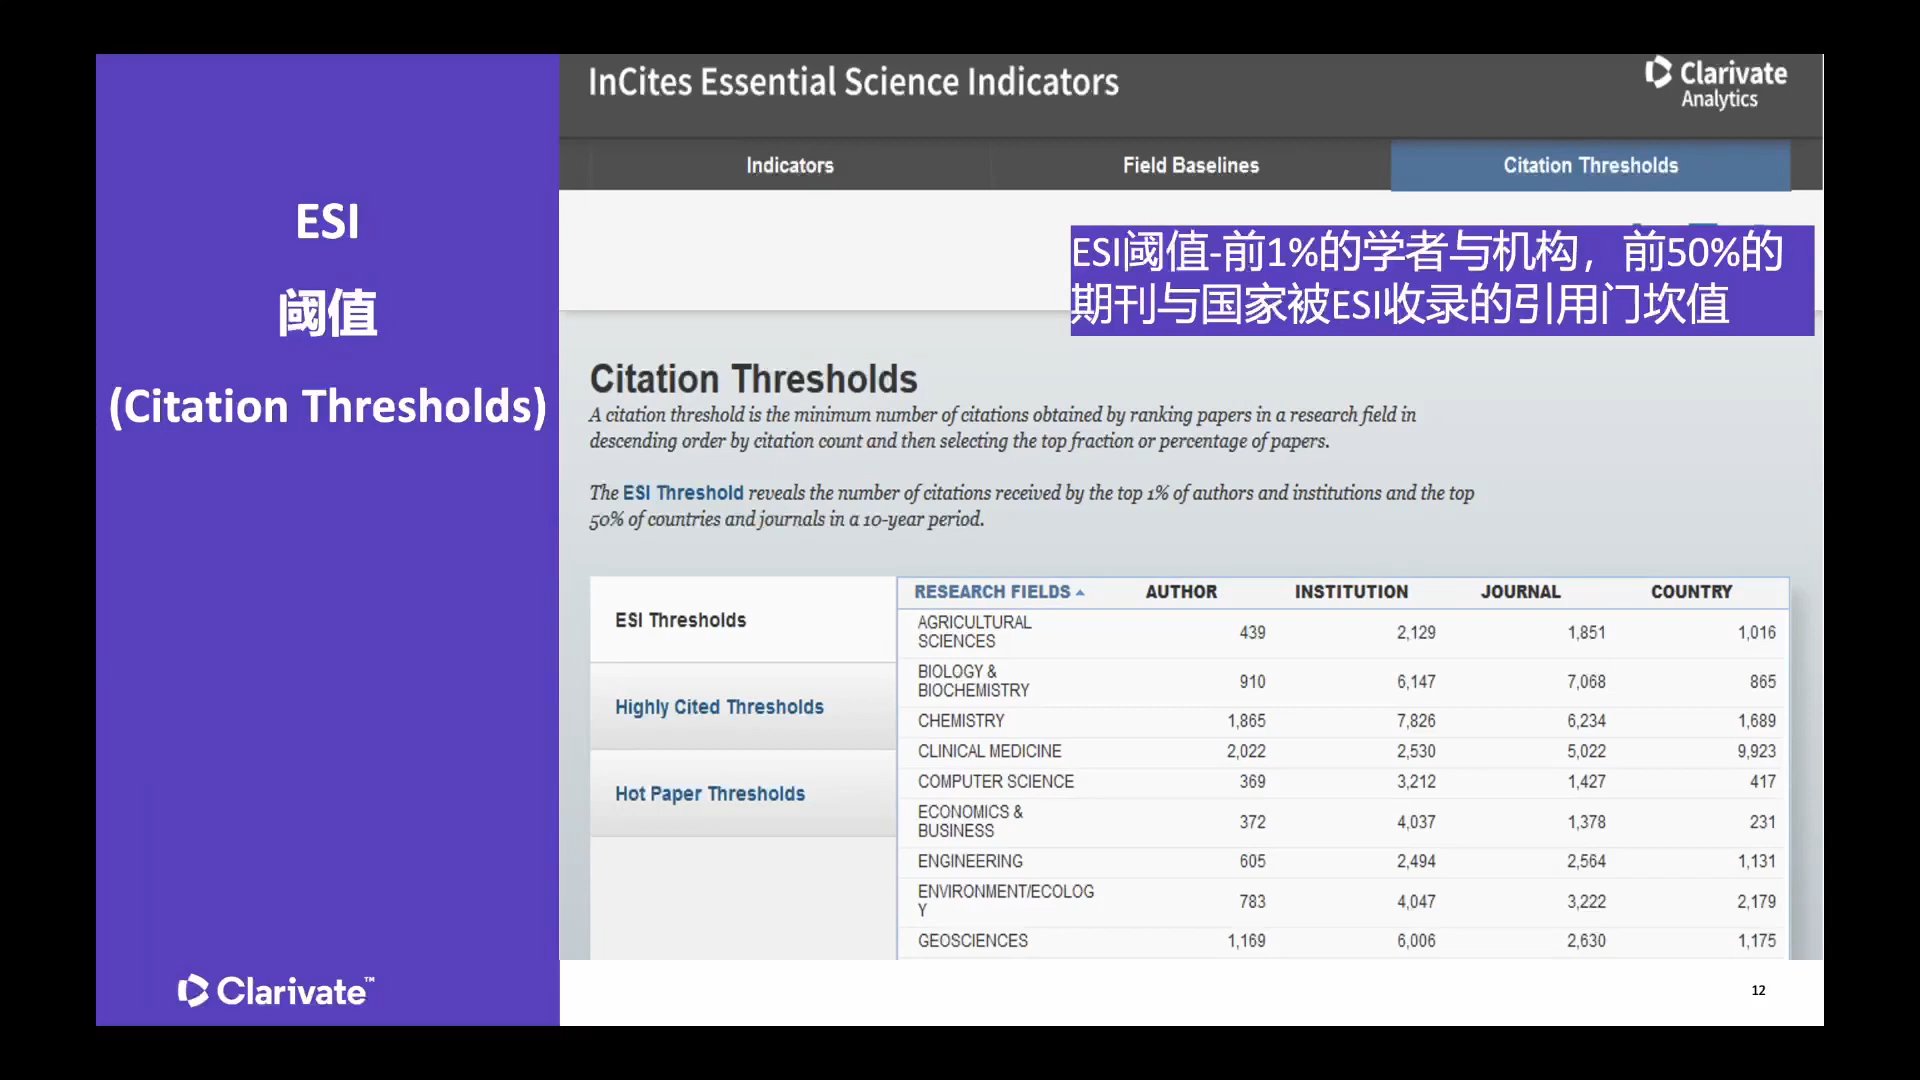 ESI
阈值
(Citation Thresholds)
Clarivate™
InCites Essential Science Indicators
Clarivate
Analytics
Indicators
Field Baselines
Citation Thresholds
ESI阈值-前1%的学者与机构，前50%的
期刊与国家被ESI收录的引用门坎值
Citation Thresholds
A citation threshold is the minimum number of citations obtained by ranking papers in a research field in
descending order by citation count and then selecting the top fraction or percentage of papers.
The ESI Threshold reveals the number of citations received by the top 1% of authors and institutions and the top
50% of countries and journals in a 10-year period.
ESI Thresholds
Highly Cited Thresholds
Hot Paper Thresholds
RESEARCH FIELDS AUTHOR INSTITUTION JOURNAL COUNTRY
AGRICULTURAL
SCIENCES 439 2,129 1,851 1,016
BIOLOGY &
BIOCHEMISTRY 910 6,147 7,068 865
CHEMISTRY 1,865 7,826 6,234 1,689
CLINICAL MEDICINE 2,022 2,530 5,022 9,923
COMPUTER SCIENCE 369 3,212 1,427 417
ECONOMICS &
BUSINESS 372 4,037 1,378 231
ENGINEERING 605 2,494 2,564 1,131
ENVIRONMENT/ECOLOG
Y 783 4,047 3,222 2,179
GEOSCIENCES 1,169 6,006 2,630 1,175
12